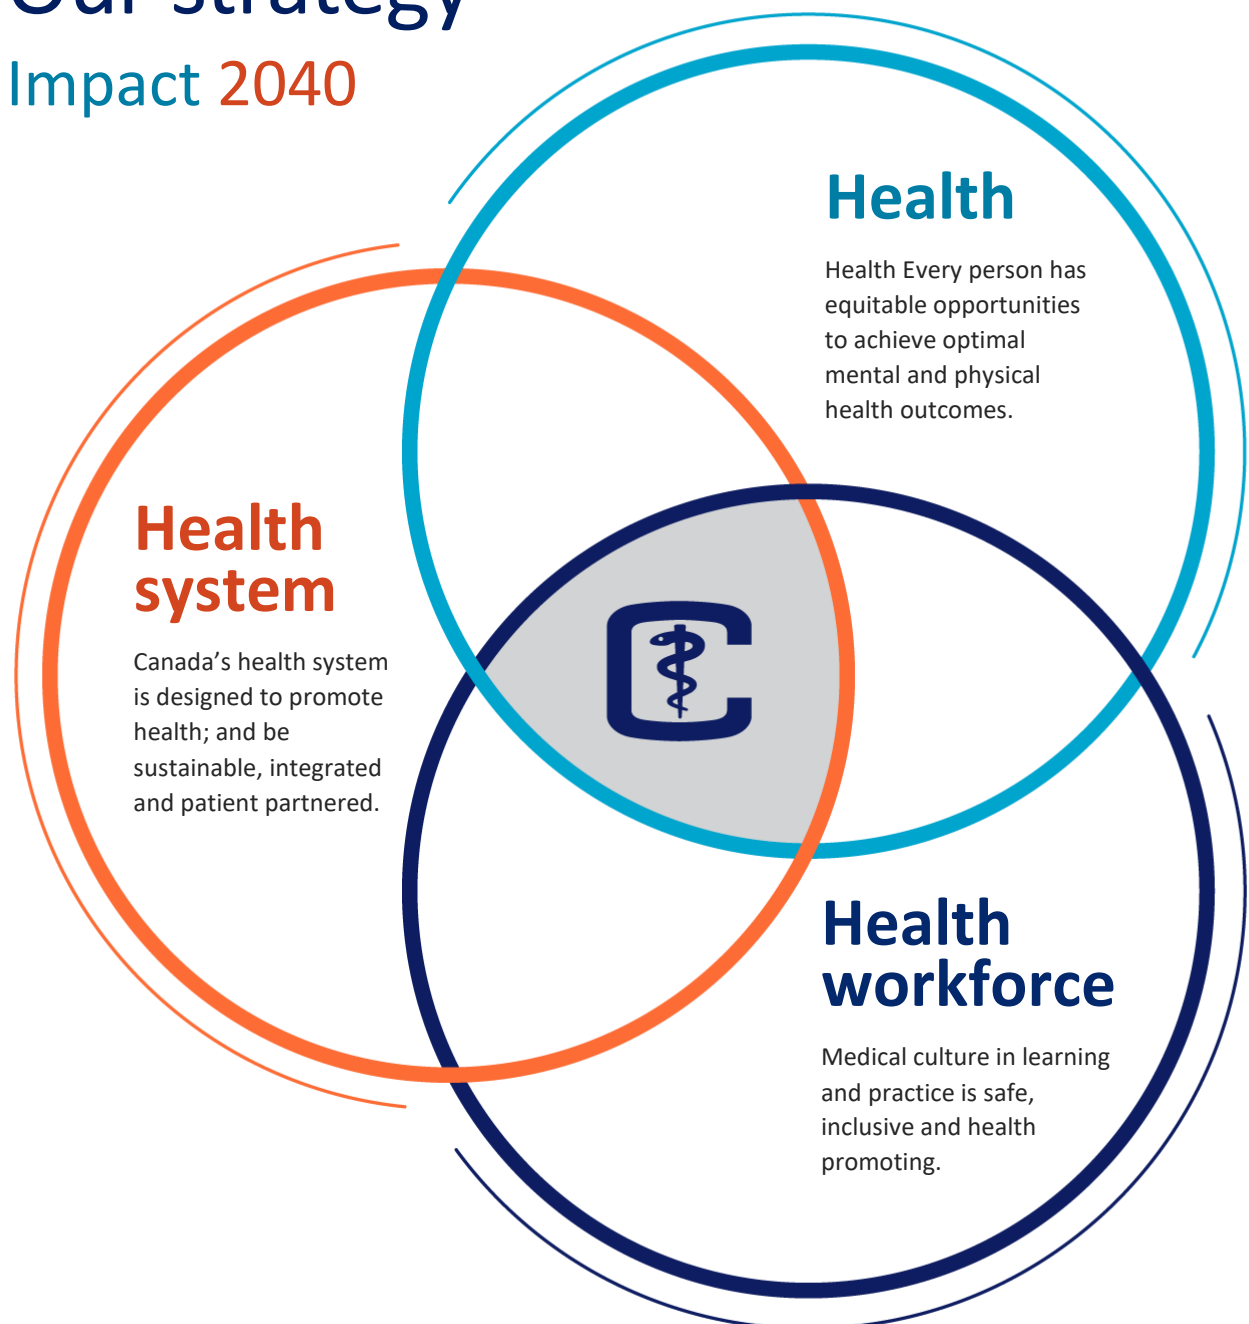 Our strategy
Impact 2040
Health
Health Every person has
equitable opportunities
to achieve optimal
mental and physical
health outcomes.
Health
system
Canada’s health system
is designed to promote
health; and be
sustainable, integrated
and patient partnered.
C
Health
workforce
Medical culture in learning
and practice is safe,
inclusive and health
promoting.